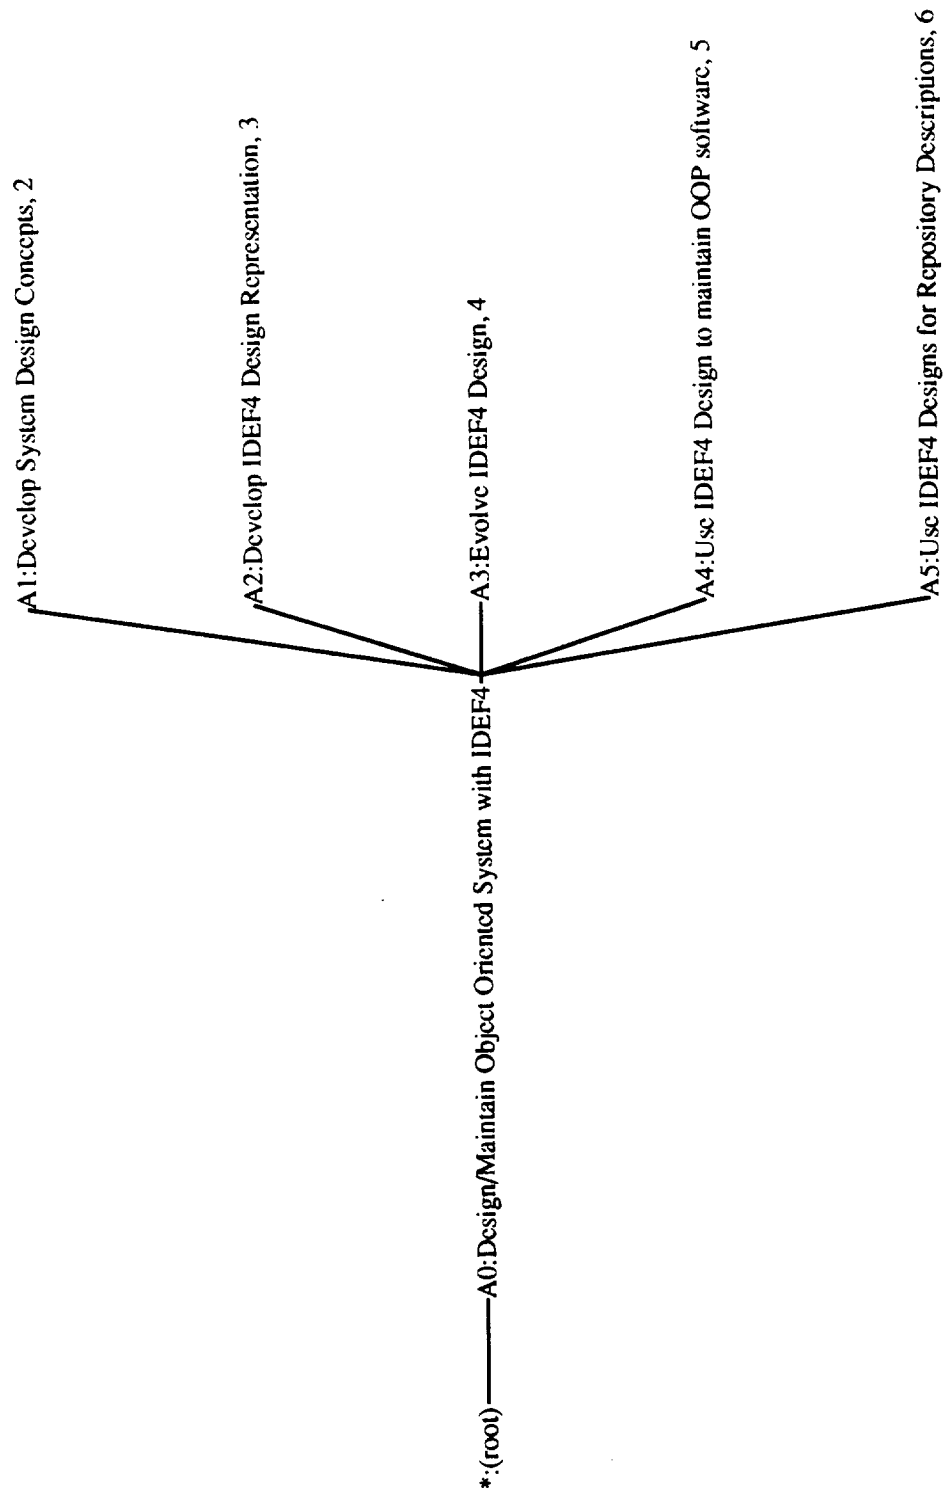 *:(root)
A0:Design/Maintain Object Oriented System with IDEF4
A1:Develop System Design Concepts, 2
A2:Develop IDEF4 Design Representation, 3
A3:Evolve IDEF4 Design, 4
A4:Use IDEF4 Design to maintain OOP software, 5
A5:Use IDEF4 Designs for Repository Descriptions, 6